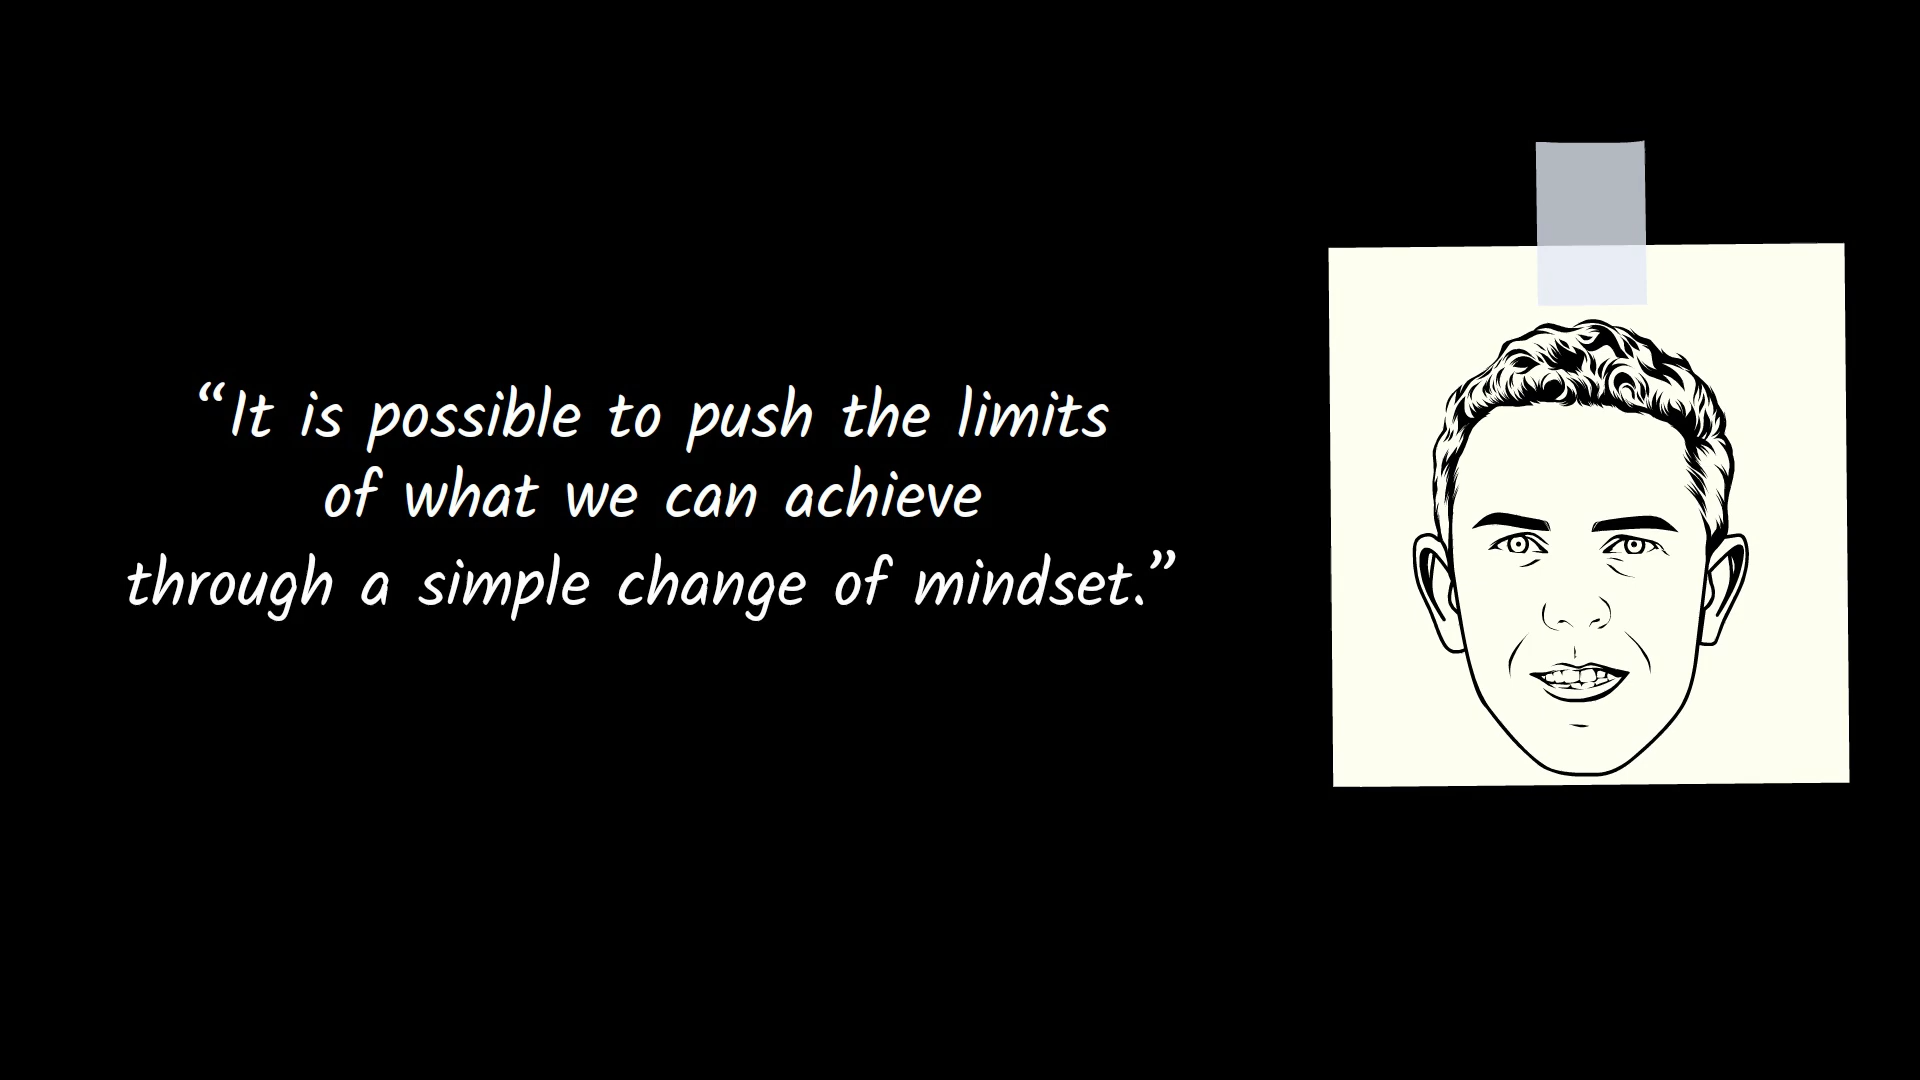 “It is possible to push the limits
of what we can achieve
through a simple change of mindset.”